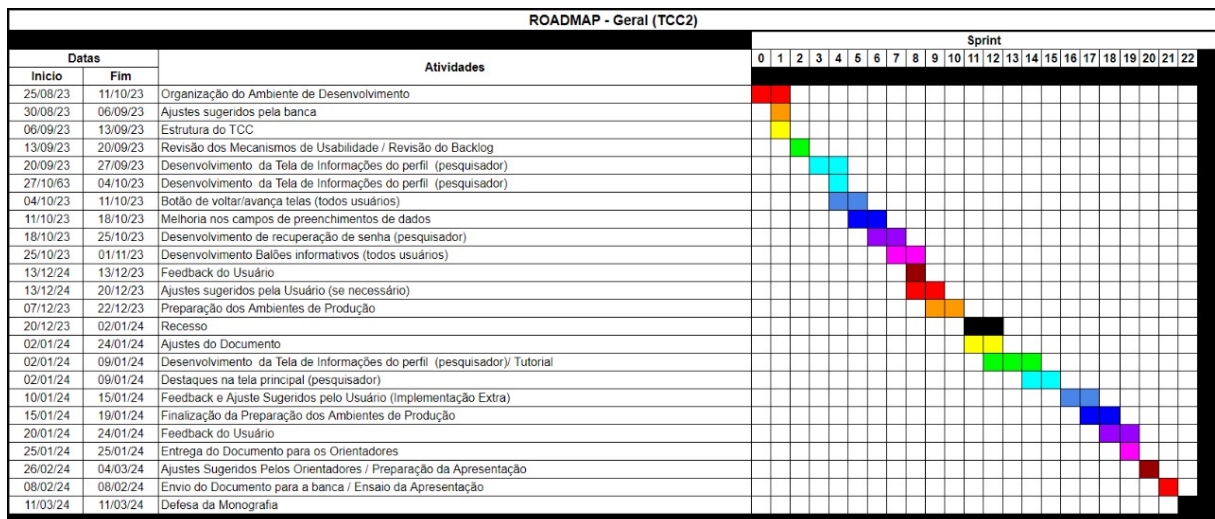 ROADMAP - Geral (TCC2)
Sprint
Datas Atividades 0 1 2 3 4 5 6 7 8 9 10 11 12 13 14 15 16 17 18 19 20 21 22
Inicio Fim
25/08/23 11/10/23 Organização do Ambiente de Desenvolvimento
30/08/23 06/09/23 Ajustes sugeridos pela banca
06/09/23 13/09/23 Estrutura do TCC
13/09/23 20/09/23 Revisão dos Mecanismos de Usabilidade / Revisão do Backlog
20/09/23 27/09/23 Desenvolvimento da Tela de Informações do perfil (pesquisador)
27/10/63 04/10/23 Desenvolvimento da Tela de Informações do perfil (pesquisador)
04/10/23 11/10/23 Botão de voltar/avança telas (todos usuários)
11/10/23 18/10/23 Melhoria nos campos de preenchimentos de dados
18/10/23 25/10/23 Desenvolvimento de recuperação de senha (pesquisador)
25/10/23 01/11/23 Desenvolvimento Balões informativos (todos usuários)
13/12/24 13/12/23 Feedback do Usuário
13/12/24 20/12/23 Ajustes sugeridos pela Usuário (se necessário)
07/12/23 22/12/23 Preparação dos Ambientes de Produção
20/12/23 02/01/24 Recesso
02/01/24 24/01/24 Ajustes do Documento
02/01/24 09/01/24 Desenvolvimento da Tela de Informações do perfil (pesquisador)/ Tutorial
02/01/24 09/01/24 Destaques na tela principal (pesquisador)
10/01/24 15/01/24 Feedback e Ajuste Sugeridos pelo Usuário (Implementação Extra)
15/01/24 19/01/24 Finalização da Preparação dos Ambientes de Produção
20/01/24 24/01/24 Feedback do Usuário
25/01/24 25/01/24 Entrega do Documento para os Orientadores
26/02/24 04/03/24 Ajustes Sugeridos Pelos Orientadores / Preparação da Apresentação
08/02/24 08/02/24 Envio do Documento para a banca / Ensaio da Apresentação
11/03/24 11/03/24 Defesa da Monografia